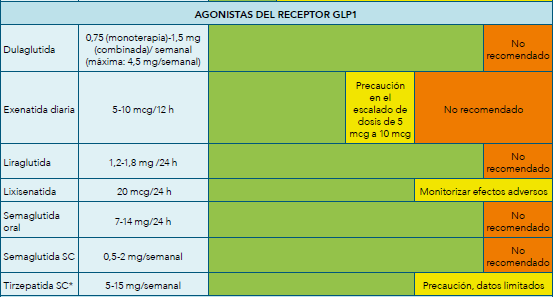 AGONISTAS DEL RECEPTOR GLP1
Dulaglutida
0,75 (monoterapia)-1,5 mg
(combinada)/ semanal
(máxima: 4,5 mg/semanal)
No
recomendado
Exenatida diaria
5-10 mcg/12 h
Precaución
en el
escalado de
dosis de 5
mcg a 10 mcg
No recomendado
Liraglutida
1,2-1,8 mg /24 h
No
recomendado
Lixisenatida
20 mcg/24 h
Monitorizar efectos adversos
Semaglutida
oral
7-14 mg/24 h
No
recomendado
Semaglutida SC
0,5-2 mg/semanal
No
recomendado
Tirzepatida SC*
5-15 mg/semanal
Precaución, datos limitados